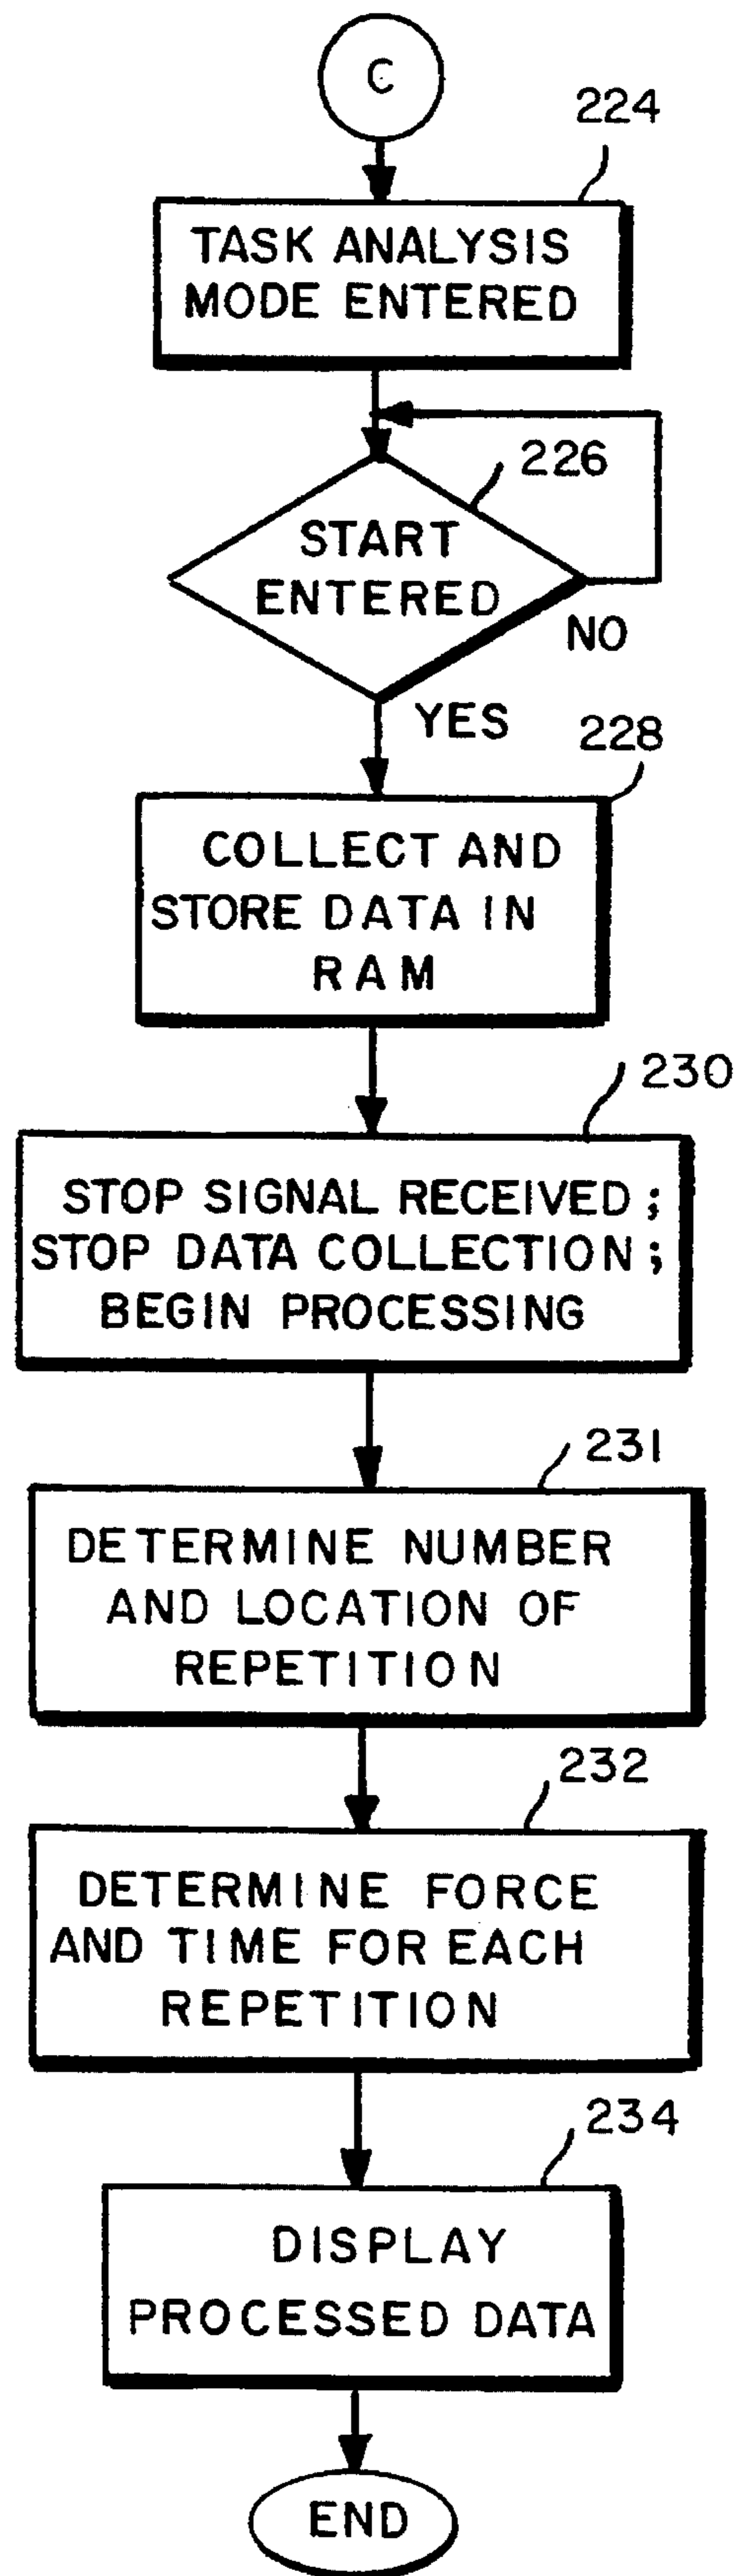 C
224
TASK ANALYSIS
MODE ENTERED
226
START
ENTERED
NO
YES
228
COLLECT AND
STORE DATA IN
RAM
230
STOP SIGNAL RECEIVED;
STOP DATA COLLECTION;
BEGIN PROCESSING
231
DETERMINE NUMBER
AND LOCATION OF
REPETITION
232
DETERMINE FORCE
AND TIME FOR EACH
REPETITION
234
DISPLAY
PROCESSED DATA
END